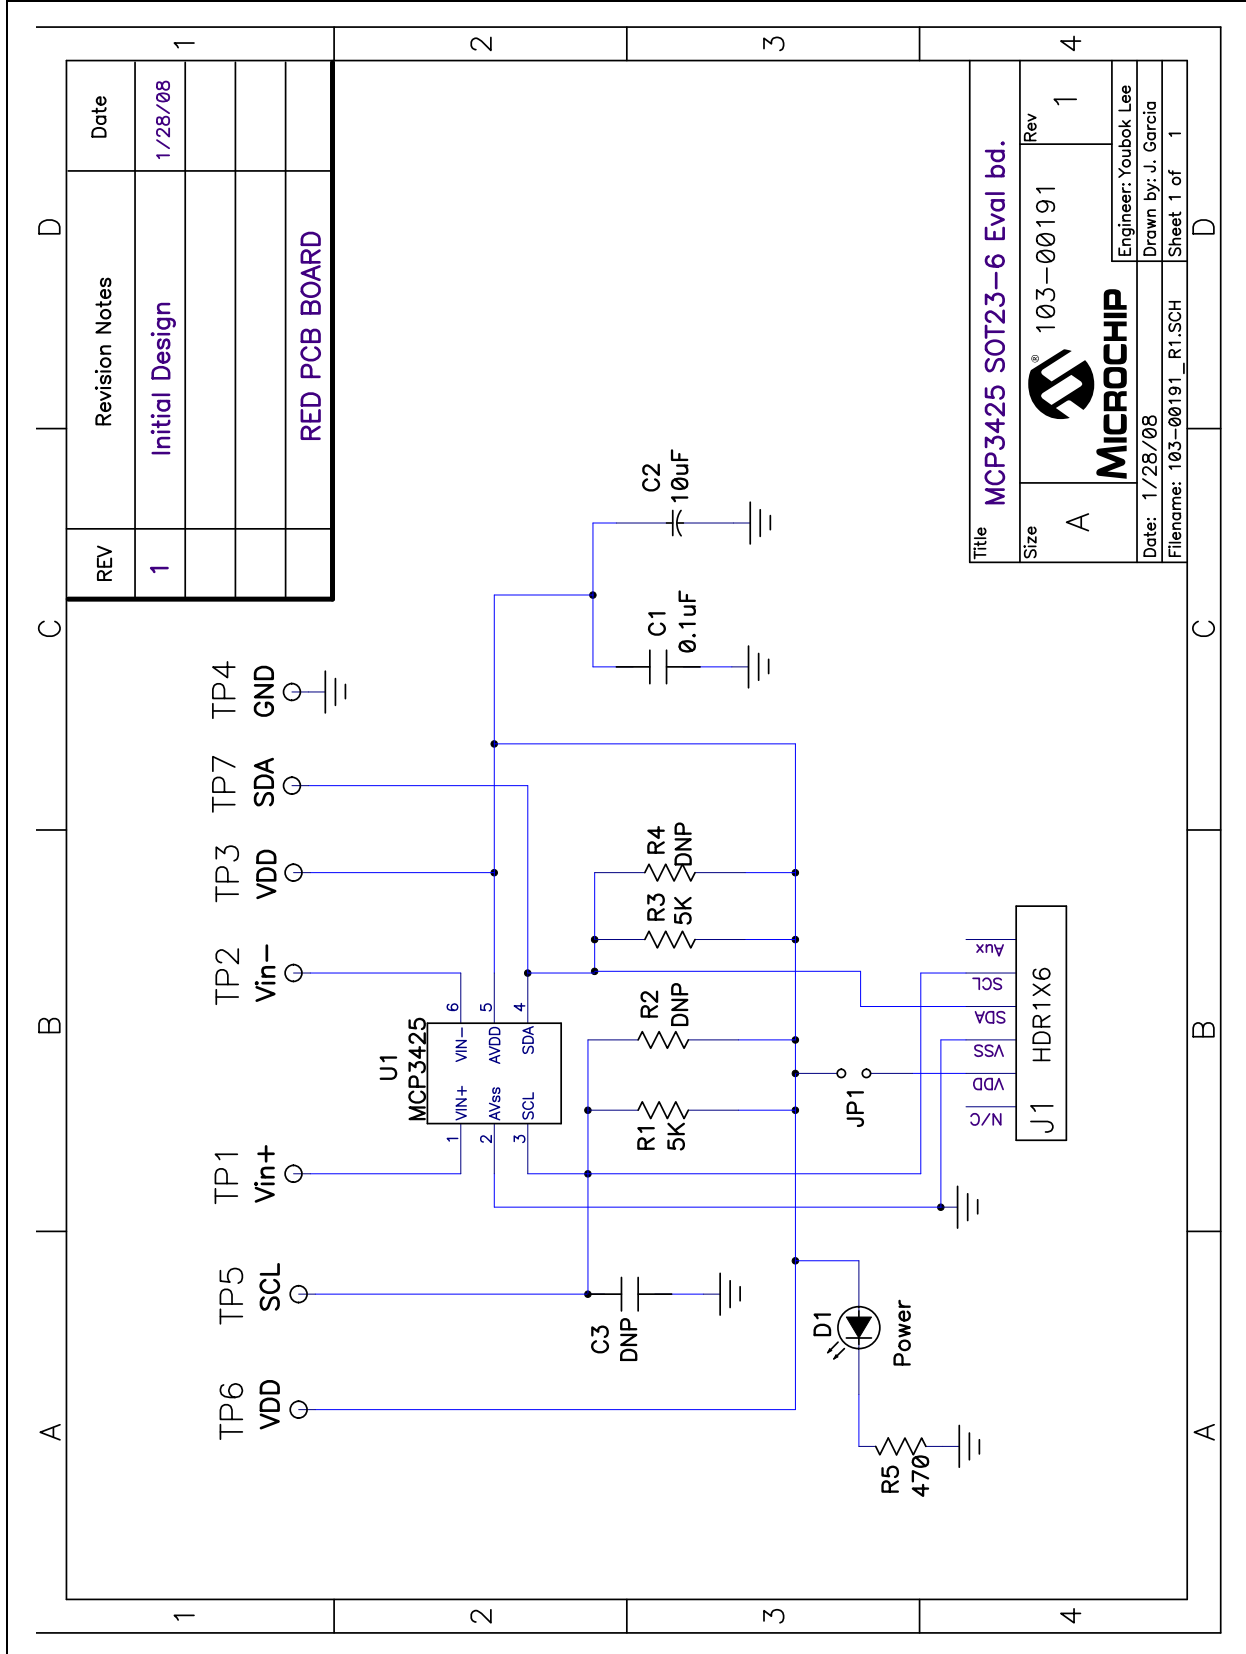 A
B
C
D
1
2
3
4
REV
Revision Notes
Date
1
Initial Design
1/28/08
RED PCB BOARD
TP6
VDD
TP5
SCL
TP1
Vin+
TP2
Vin−
TP3
VDD
TP7
SDA
TP4
GND
U1
MCP3425
1
VIN+
VIN−
6
2
AVss
AVDD
5
3
SCL
SDA
4
C3
DNP
R1
5K
R2
DNP
R3
5K
R4
DNP
C1
0.1uF
C2
10uF
D1
Power
R5
470
JP1
N/C
VDD
VSS
SDA
SCL
Aux
J1 HDR1X6
Title
MCP3425 SOT23−6 Eval bd.
Size
A
® 103−00191
Rev
1
MICROCHIP
Engineer: Youbok Lee
Date: 1/28/08
Drawn by: J. Garcia
Filename: 103−00191_R1.SCH
Sheet 1 of 1
1
2
3
4
A
B
C
D